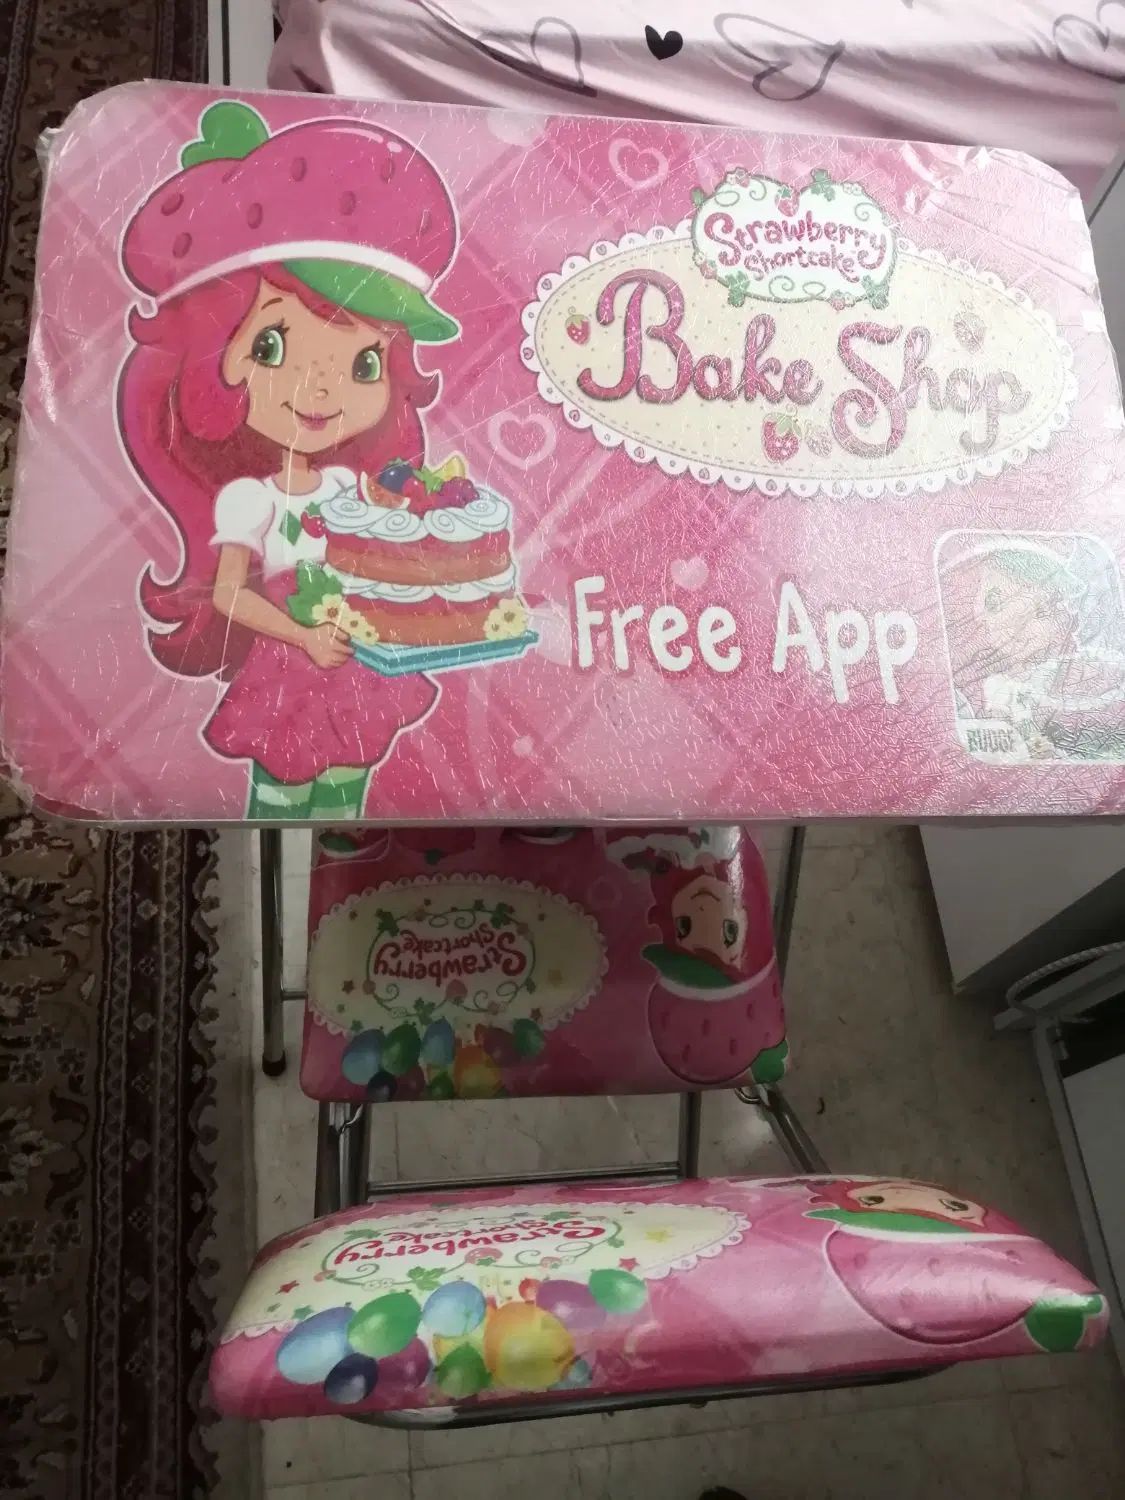 Strawberry
Shortcake
Bake Shop
Free App
BUDGE
Strawberry
Shortcake
Strawberry
Shortcake